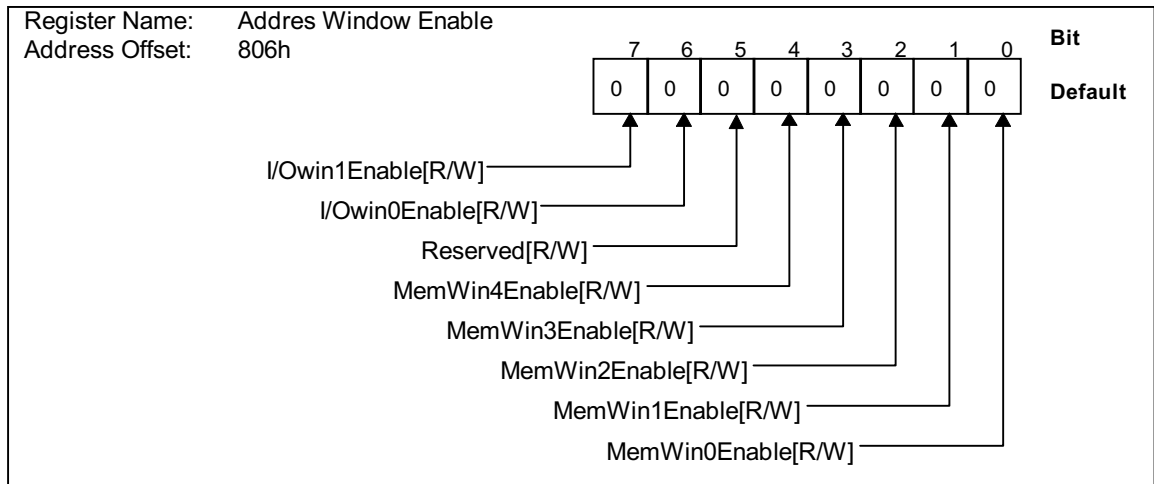 Register Name: Addres Window Enable
Address Offset: 806h
7 6 5 4 3 2 1 0 Bit
0 0 0 0 0 0 0 0 Default
I/Owin1Enable[R/W]
I/Owin0Enable[R/W]
Reserved[R/W]
MemWin4Enable[R/W]
MemWin3Enable[R/W]
MemWin2Enable[R/W]
MemWin1Enable[R/W]
MemWin0Enable[R/W]